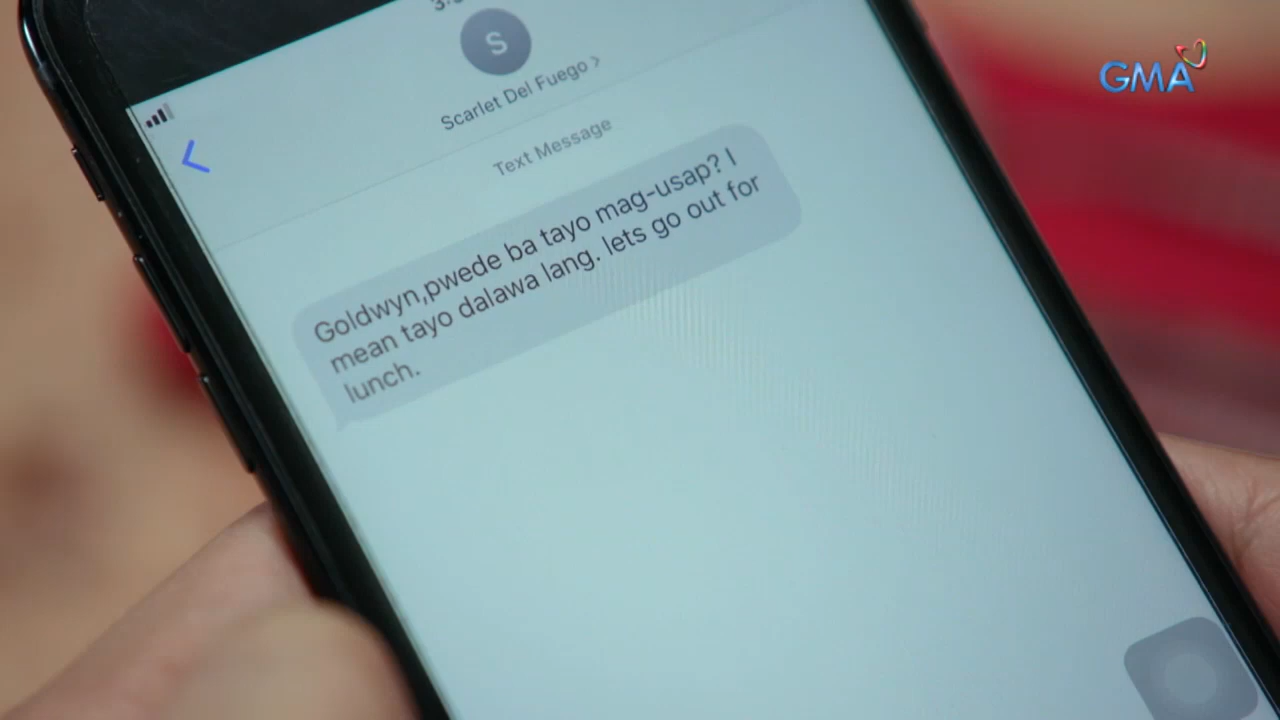 S
Scarlet Del Fuego >
Text Message
Goldwyn,pwede ba tayo mag-usap? I
mean tayo dalawa lang. lets go out for
lunch.
GMA